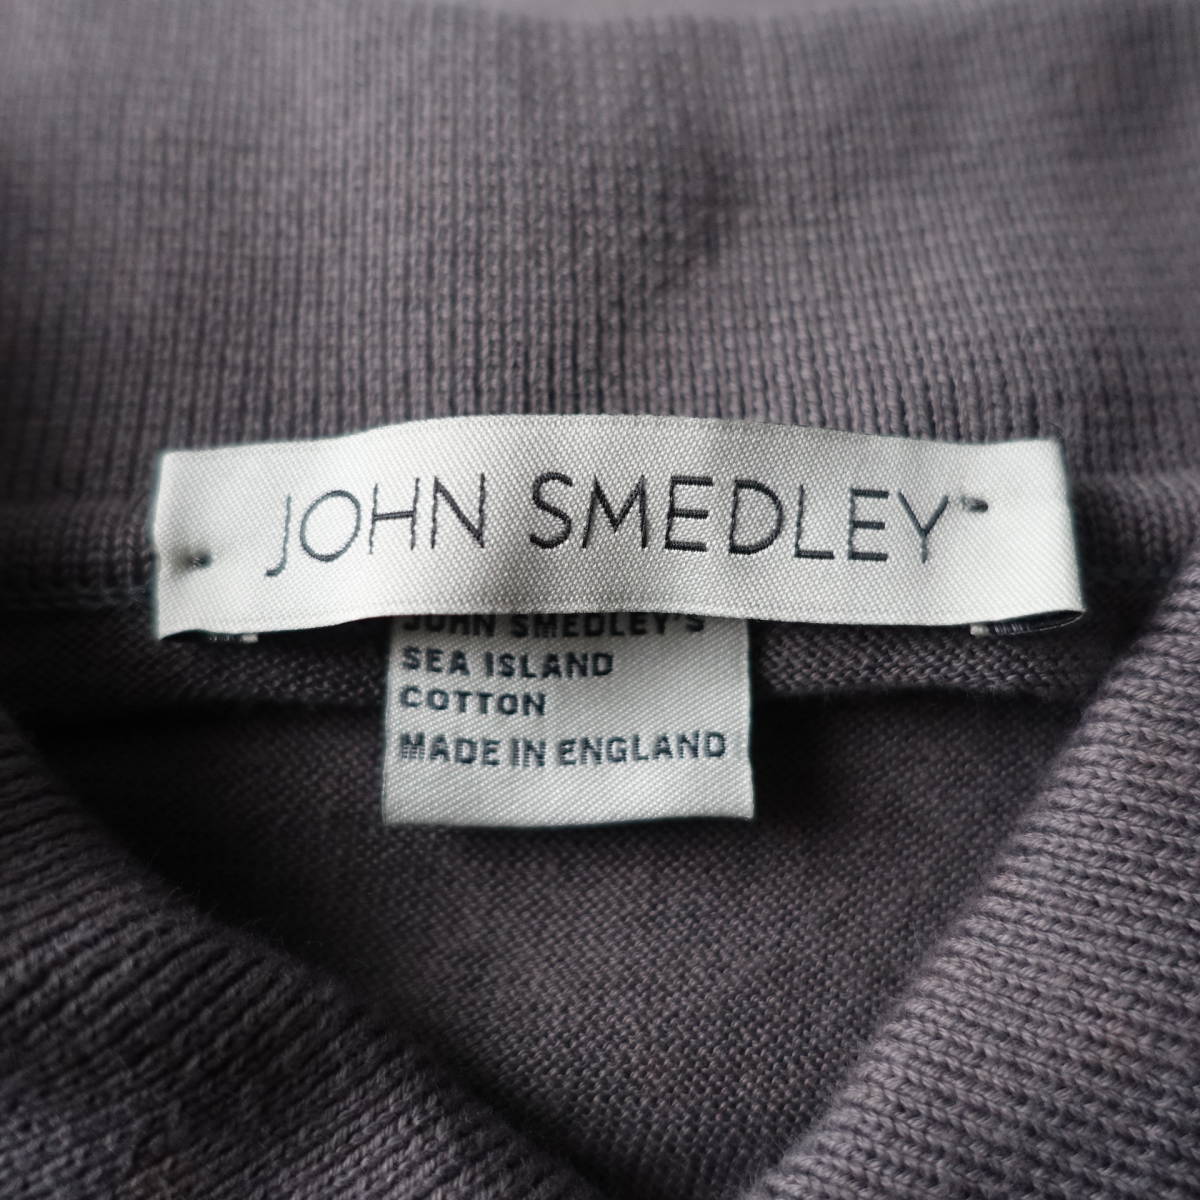 JOHN SMEDLEY
JOHN SMEDLEY'S
SEA ISLAND
COTTON
MADE IN ENGLAND